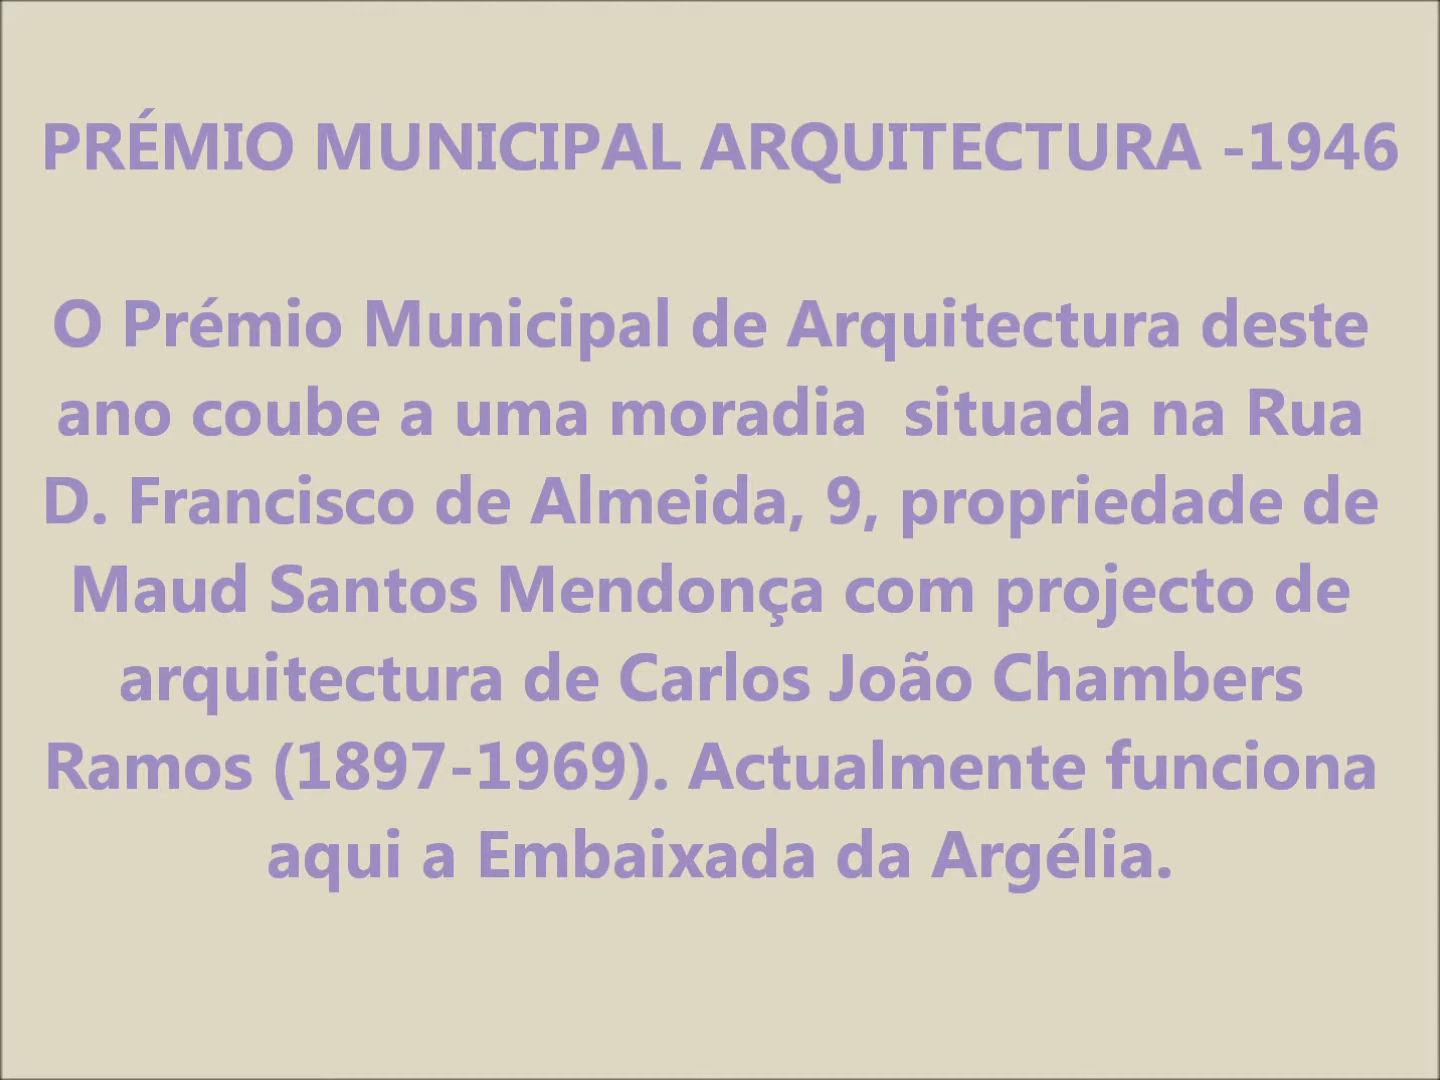 PRÉMIO MUNICIPAL ARQUITECTURA -1946
O Prémio Municipal de Arquitectura deste
ano coube a uma moradia  situada na Rua
D. Francisco de Almeida, 9, propriedade de
Maud Santos Mendonça com projecto de
arquitectura de Carlos João Chambers
Ramos (1897-1969). Actualmente funciona
aqui a Embaixada da Argélia.